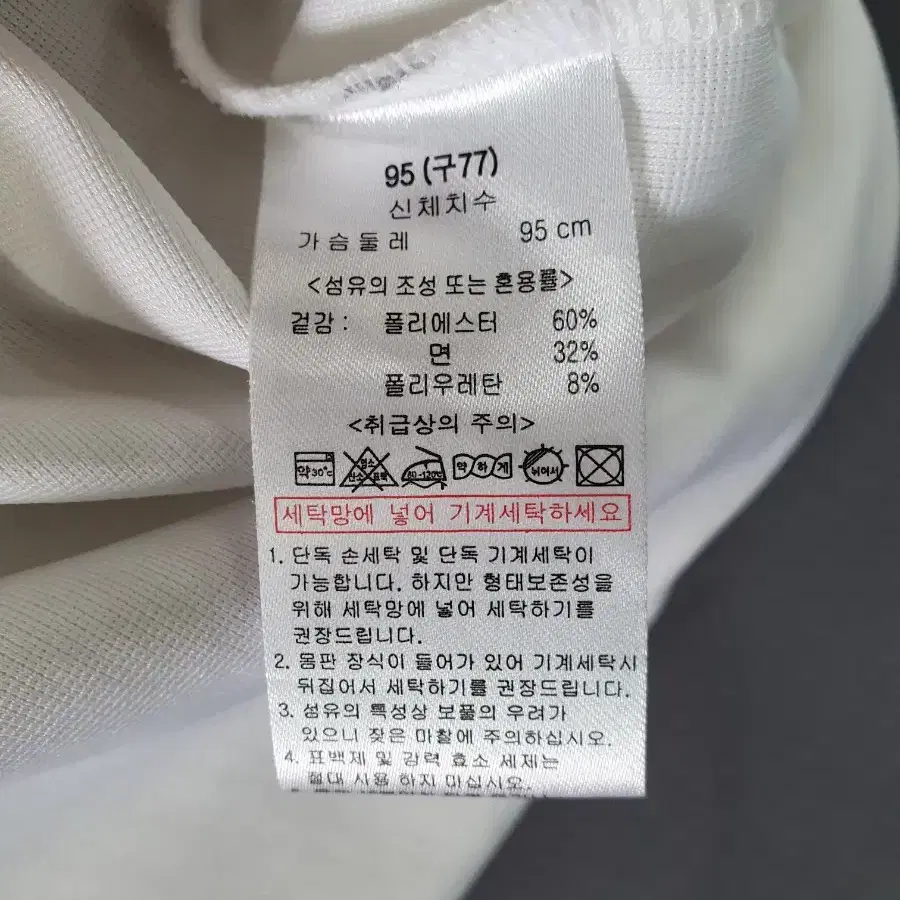 95 (구77)
신체치수
가슴둘레 95 cm
<섬유의 조성 또는 혼용률>
겉감 : 폴리에스터 60%
면 32%
폴리우레탄 8%
<취급상의 주의>
약30℃ 염소 산소 표백 80-120℃ 약하게 뉘어서
세탁망에 넣어 기계세탁하세요
1. 단독 손세탁 및 단독 기계세탁이
가능합니다. 하지만 형태보존성을
위해 세탁망에 넣어 세탁하기를
권장드립니다.
2. 몸판 장식이 들어가 있어 기계세탁시
뒤집어서 세탁하기를 권장드립니다.
3. 섬유의 특성상 보풀의 우려가
있으니 잦은 마찰에 주의하십시오.
4. 표백제 및 강력 효소 세제는
절대 사용 하지 마십시오.